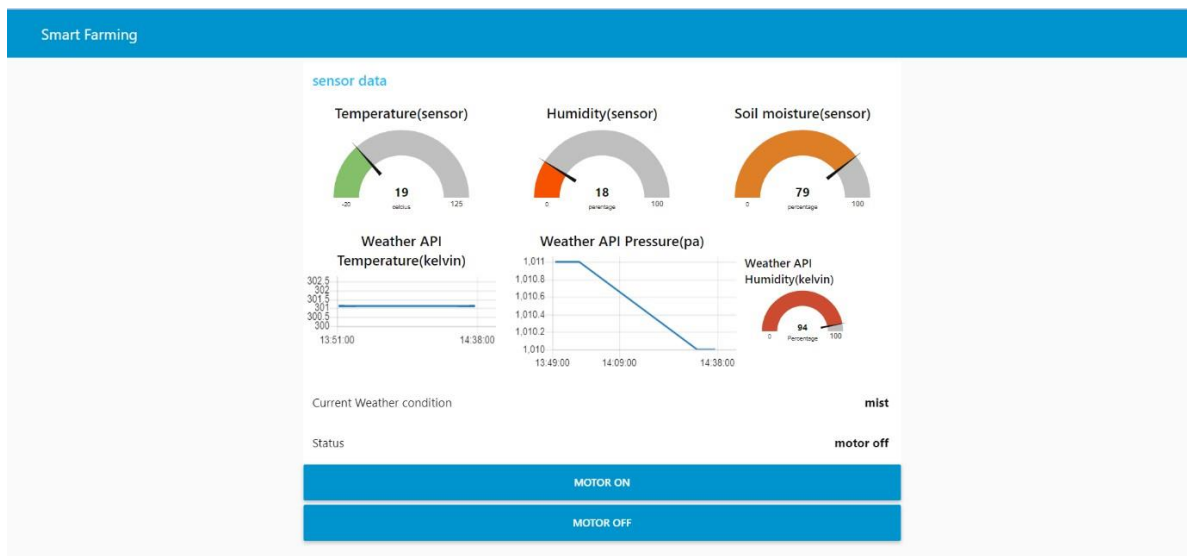 Smart Farming
sensor data
Temperature(sensor)
19
celcius
-20
125
Humidity(sensor)
18
percentage
0
100
Soil moisture(sensor)
79
percentage
0
100
Weather API
Temperature(kelvin)
302.5
302
301.5
301
300.5
300
13:51:00
14:38:00
Weather API Pressure(pa)
1,011
1,010.8
1,010.6
1,010.4
1,010.2
1,010
13:49:00
14:09:00
14:38:00
Weather API
Humidity(kelvin)
94
Percentage
0
100
Current Weather condition
mist
Status
motor off
MOTOR ON
MOTOR OFF